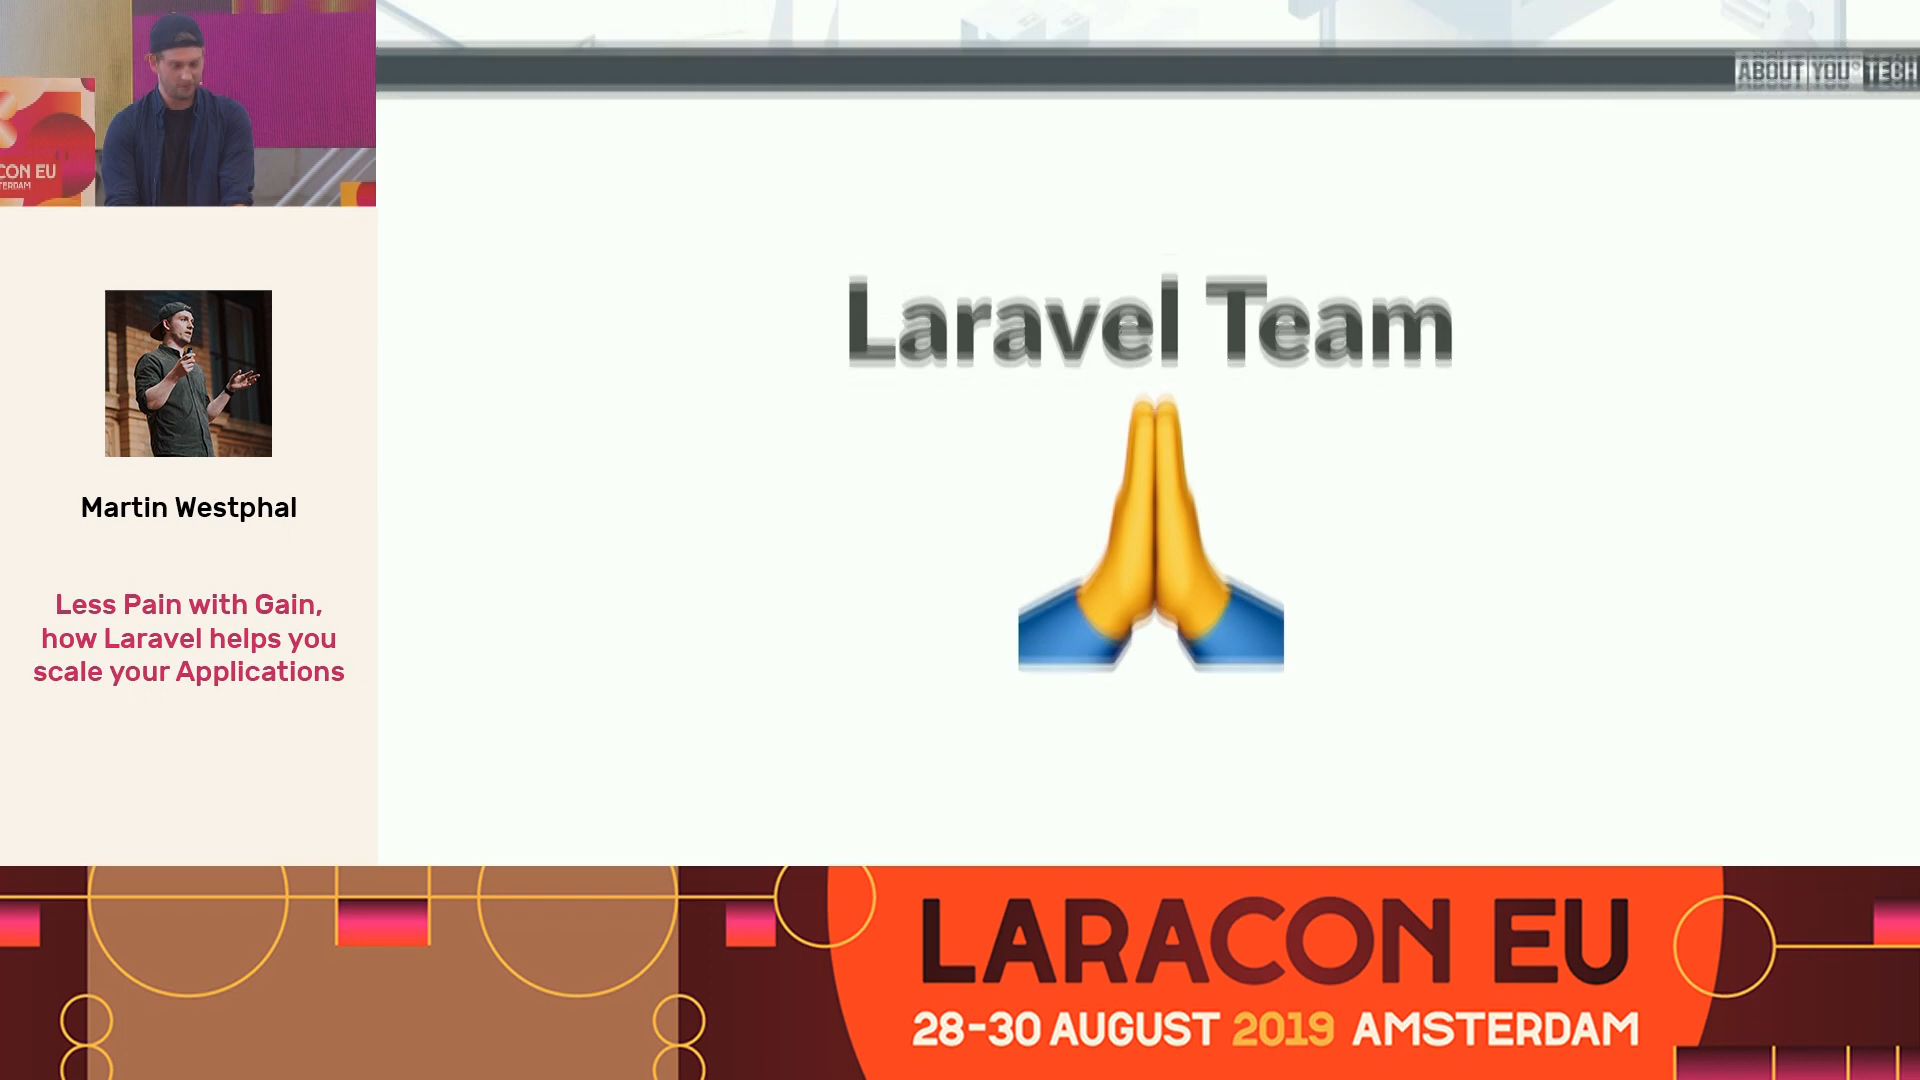 CON EU
TERDAM
ABOUT YOU° TECH
Laravel Team
Martin Westphal
Less Pain with Gain,
how Laravel helps you
scale your Applications
LARACON EU
28-30 AUGUST 2019 AMSTERDAM